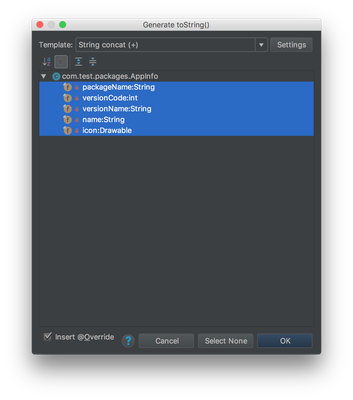 Generate toString()
Template: String concat (+) Settings
com.test.packages.AppInfo
packageName:String
versionCode:int
versionName:String
name:String
icon:Drawable
Insert @Override ? Cancel Select None OK